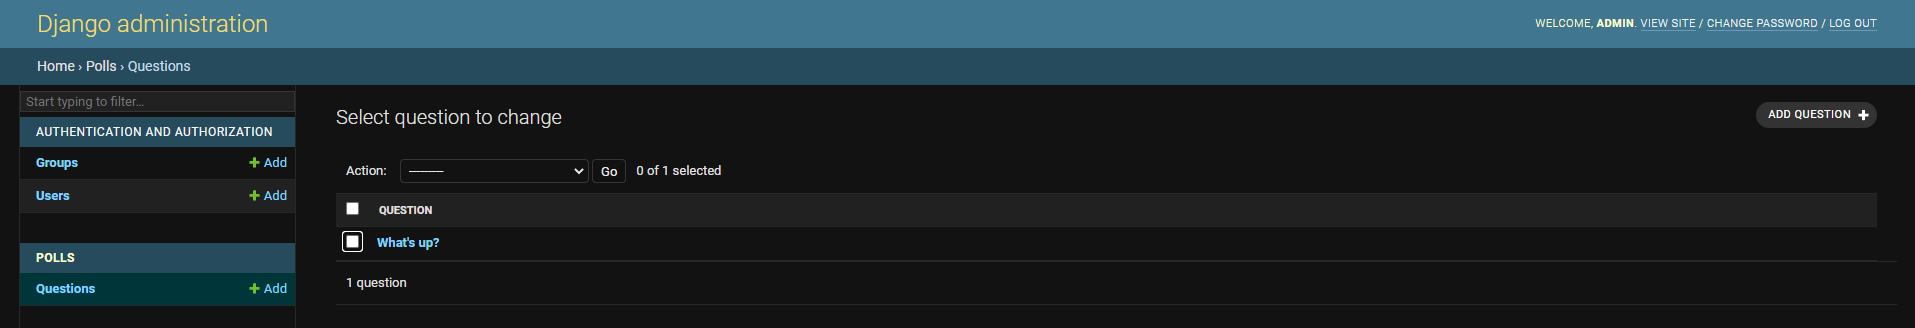 Django administration
WELCOME, ADMIN. VIEW SITE / CHANGE PASSWORD / LOG OUT
Home › Polls › Questions
Start typing to filter...
AUTHENTICATION AND AUTHORIZATION
Groups
+ Add
Users
+ Add
POLLS
Questions
+ Add
Select question to change
ADD QUESTION +
Action: --------- Go 0 of 1 selected
QUESTION
What's up?
1 question